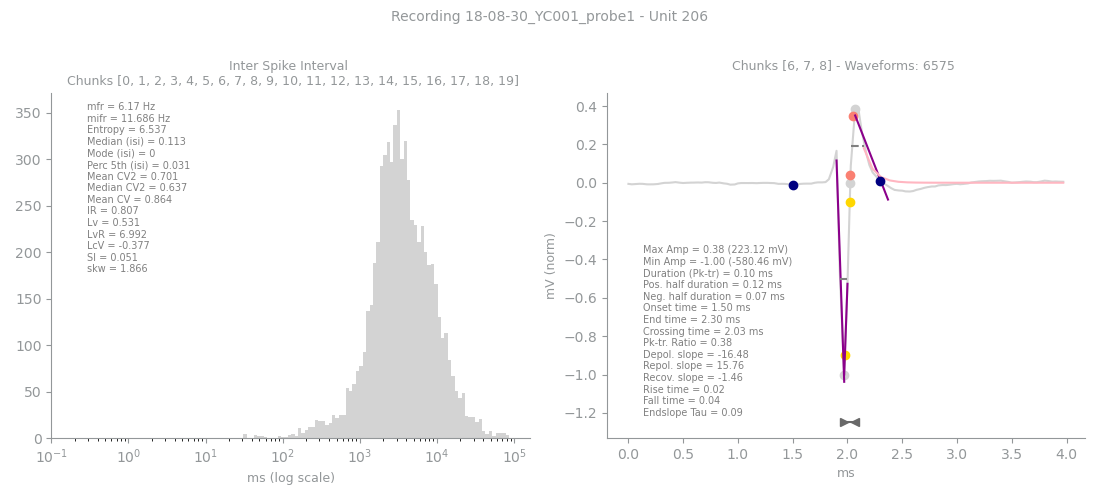 Recording 18-08-30_YC001_probe1 - Unit 206
Inter Spike Interval
Chunks [0, 1, 2, 3, 4, 5, 6, 7, 8, 9, 10, 11, 12, 13, 14, 15, 16, 17, 18, 19]
350
300
250
200
150
100
50
0
mfr = 6.17 Hz
mifr = 11.686 Hz
Entropy = 6.537
Median (isi) = 0.113
Mode (isi) = 0
Perc 5th (isi) = 0.031
Mean CV2 = 0.701
Median CV2 = 0.637
Mean CV = 0.864
IR = 0.807
Lv = 0.531
LvR = 6.992
LcV = -0.377
SI = 0.051
skw = 1.866
10⁻¹ 10⁰ 10¹ 10² 10³ 10⁴ 10⁵
ms (log scale)
Chunks [6, 7, 8] - Waveforms: 6575
mV (norm)
0.4
0.2
0.0
−0.2
−0.4
−0.6
−0.8
−1.0
−1.2
Max Amp = 0.38 (223.12 mV)
Min Amp = -1.00 (-580.46 mV)
Duration (Pk-tr) = 0.10 ms
Pos. half duration = 0.12 ms
Neg. half duration = 0.07 ms
Onset time = 1.50 ms
End time = 2.30 ms
Crossing time = 2.03 ms
Pk-tr. Ratio = 0.38
Depol. slope = -16.48
Repol. slope = 15.76
Recov. slope = -1.46
Rise time = 0.02
Fall time = 0.04
Endslope Tau = 0.09
0.0 0.5 1.0 1.5 2.0 2.5 3.0 3.5 4.0
ms